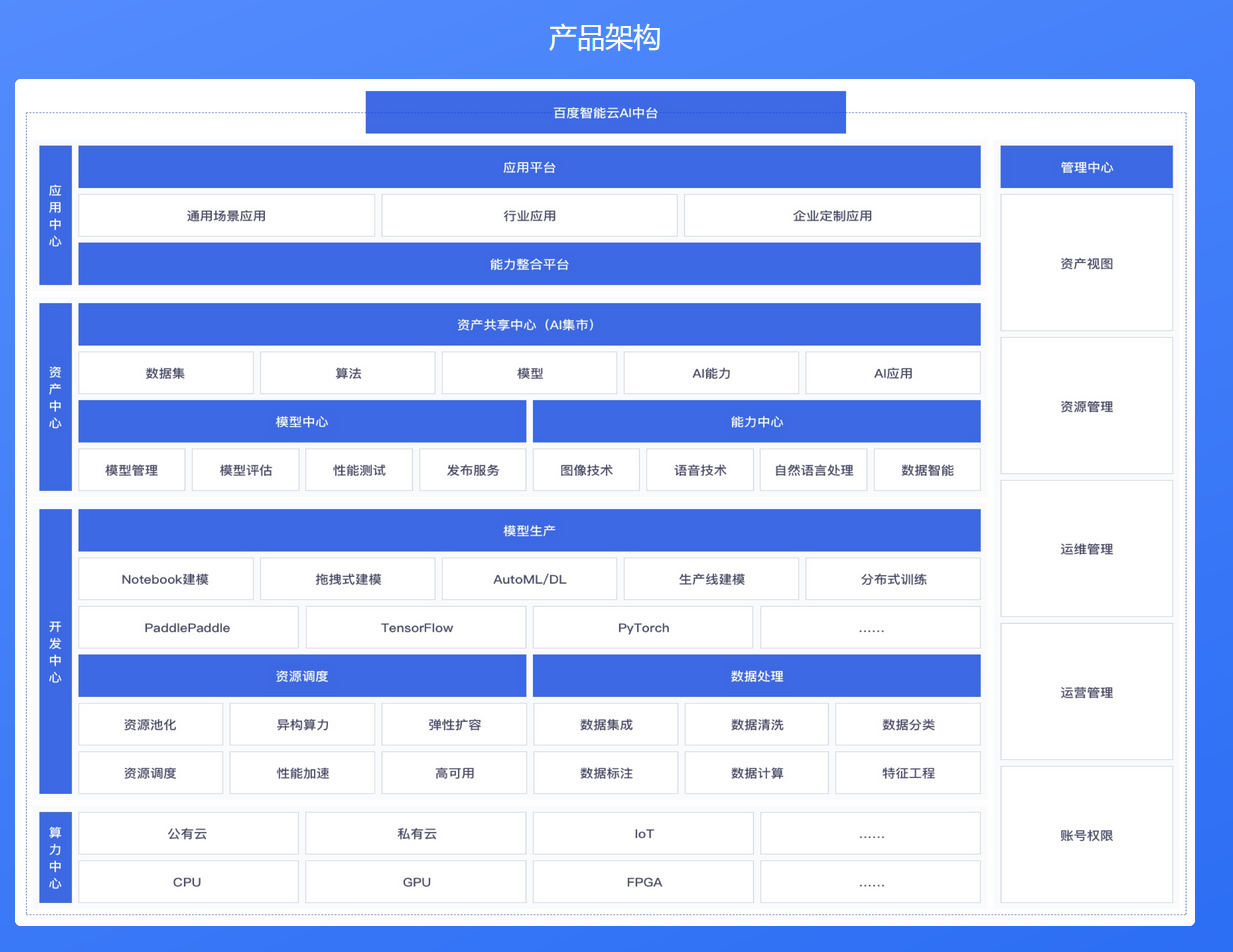 产品架构
百度智能云AI中台
应用中心
应用平台
通用场景应用
行业应用
企业定制应用
能力整合平台
资产中心
资产共享中心（AI集市）
数据集
算法
模型
AI能力
AI应用
模型中心
能力中心
模型管理
模型评估
性能测试
发布服务
图像技术
语音技术
自然语言处理
数据智能
开发中心
模型生产
Notebook建模
拖拽式建模
AutoML/DL
生产线建模
分布式训练
PaddlePaddle
TensorFlow
PyTorch
......
资源调度
数据处理
资源池化
异构算力
弹性扩容
数据集成
数据清洗
数据分类
资源调度
性能加速
高可用
数据标注
数据计算
特征工程
算力中心
公有云
私有云
IoT
......
CPU
GPU
FPGA
......
管理中心
资产视图
资源管理
运维管理
运营管理
账号权限